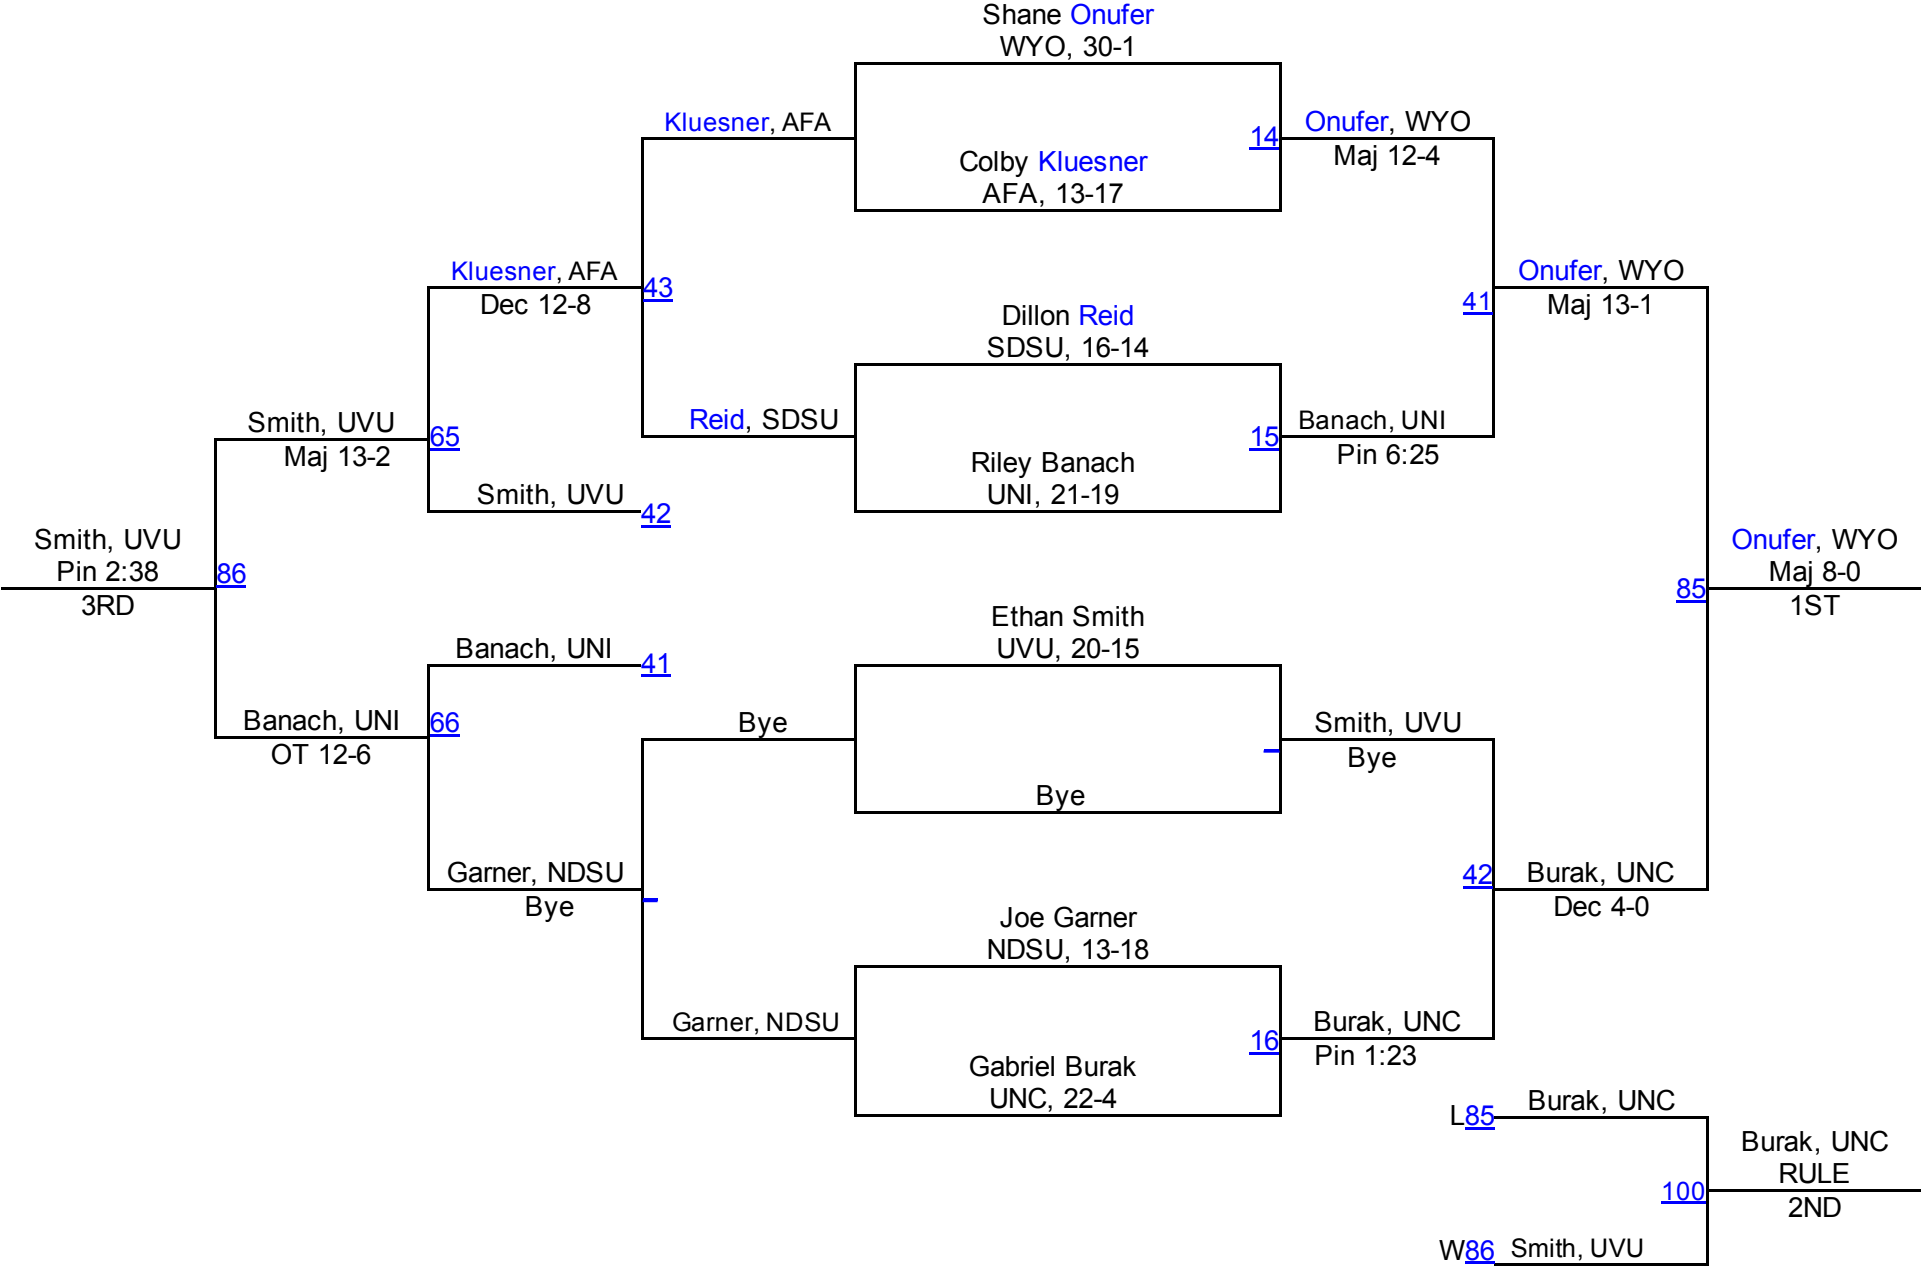 Shane Onufer
WYO, 30-1
Kluesner, AFA
14
Onufer, WYO
Maj 12-4
Colby Kluesner
AFA, 13-17
Kluesner, AFA
Dec 12-8
43
Onufer, WYO
Maj 13-1
41
Dillon Reid
SDSU, 16-14
Reid, SDSU
15
Banach, UNI
Pin 6:25
Smith, UVU
Maj 13-2
65
Riley Banach
UNI, 21-19
Smith, UVU
42
Smith, UVU
Pin 2:38
3RD
86
Onufer, WYO
Maj 8-0
1ST
85
Ethan Smith
UVU, 20-15
Banach, UNI
41
Banach, UNI
OT 12-6
66
Bye
Smith, UVU
Bye
Bye
Garner, NDSU
Bye
42
Burak, UNC
Dec 4-0
Joe Garner
NDSU, 13-18
Garner, NDSU
16
Burak, UNC
Pin 1:23
Gabriel Burak
UNC, 22-4
L85
Burak, UNC
Burak, UNC
RULE
2ND
100
W86
Smith, UVU